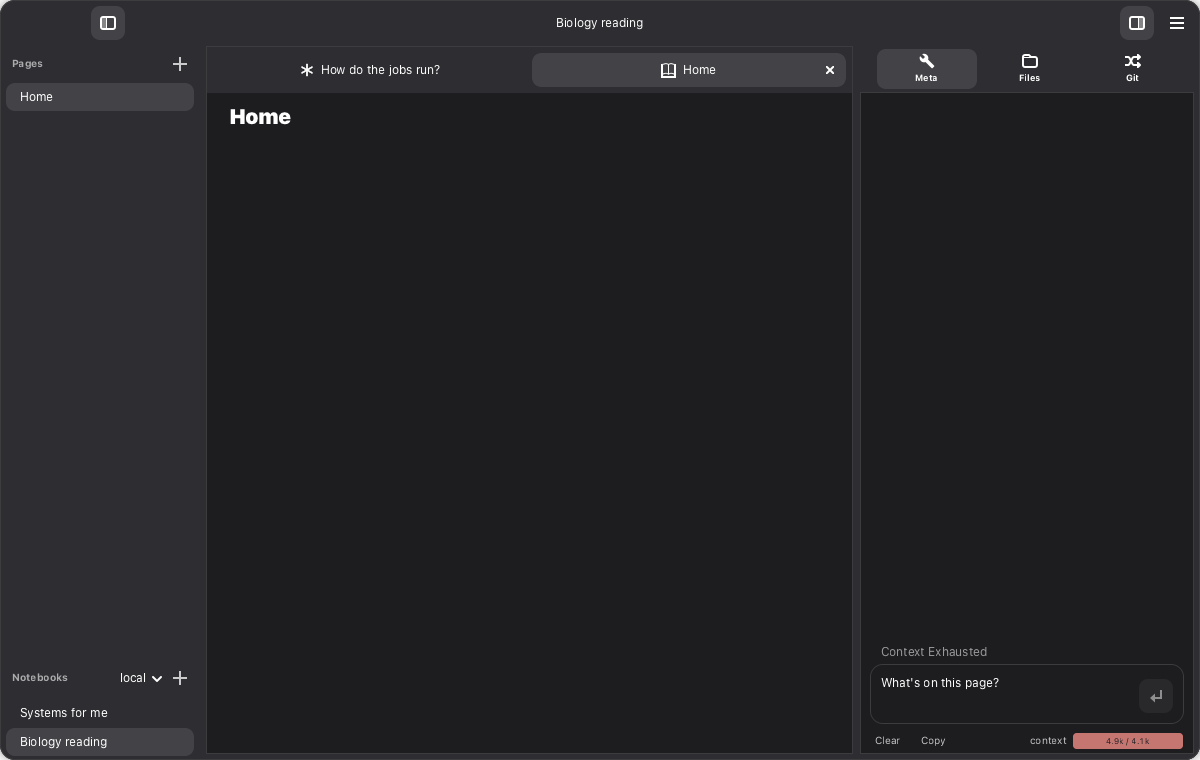 Biology reading
Pages
Home
How do the jobs run?
Home
Meta
Files
Git
Home
Notebooks
local
Systems for me
Biology reading
Context Exhausted
What's on this page?
Clear
Copy
context
4.9k / 4.1k